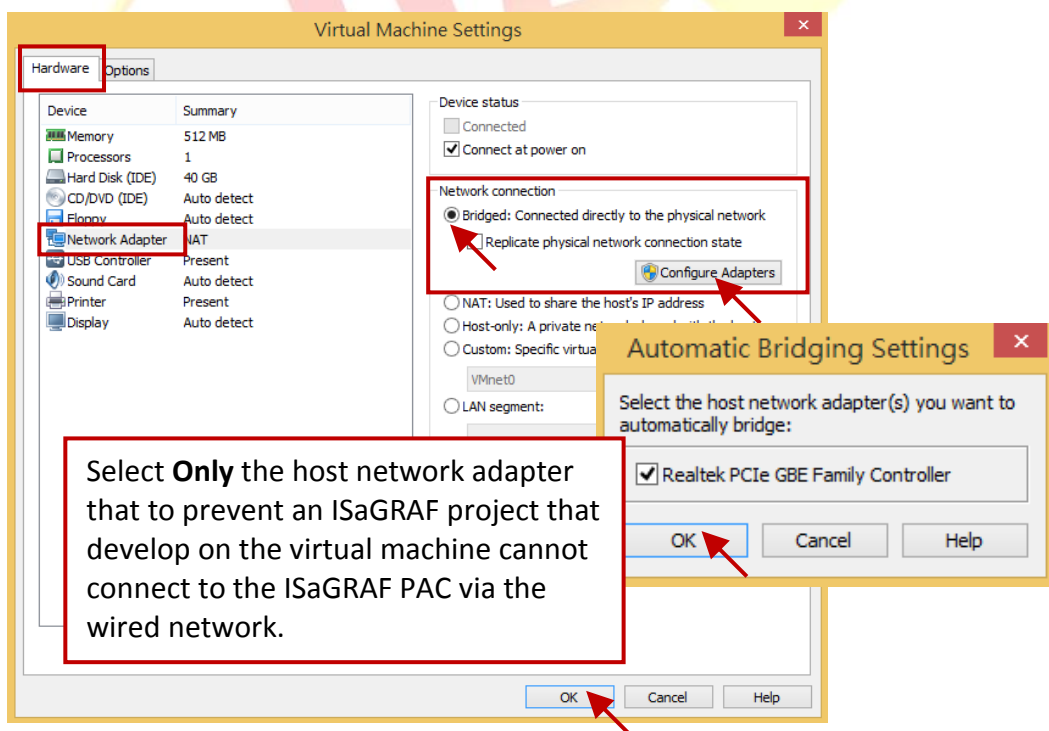 Virtual Machine Settings
Hardware Options
Device Summary
Memory 512 MB
Processors 1
Hard Disk (IDE) 40 GB
CD/DVD (IDE) Auto detect
Floppy Auto detect
Network Adapter NAT
USB Controller Present
Sound Card Auto detect
Printer Present
Display Auto detect
Device status
Connected
Connect at power on
Network connection
Bridged: Connected directly to the physical network
Replicate physical network connection state
Configure Adapters
NAT: Used to share the host's IP address
Host-only: A private
Custom: Specific
VMnet0
LAN segment:
Automatic Bridging Settings
Select the host network adapter(s) you want to
automatically bridge:
Realtek PCIe GBE Family Controller
OK Cancel Help
Select Only the host network adapter
that to prevent an ISaGRAF project that
develop on the virtual machine cannot
connect to the ISaGRAF PAC via the
wired network.
OK Cancel Help